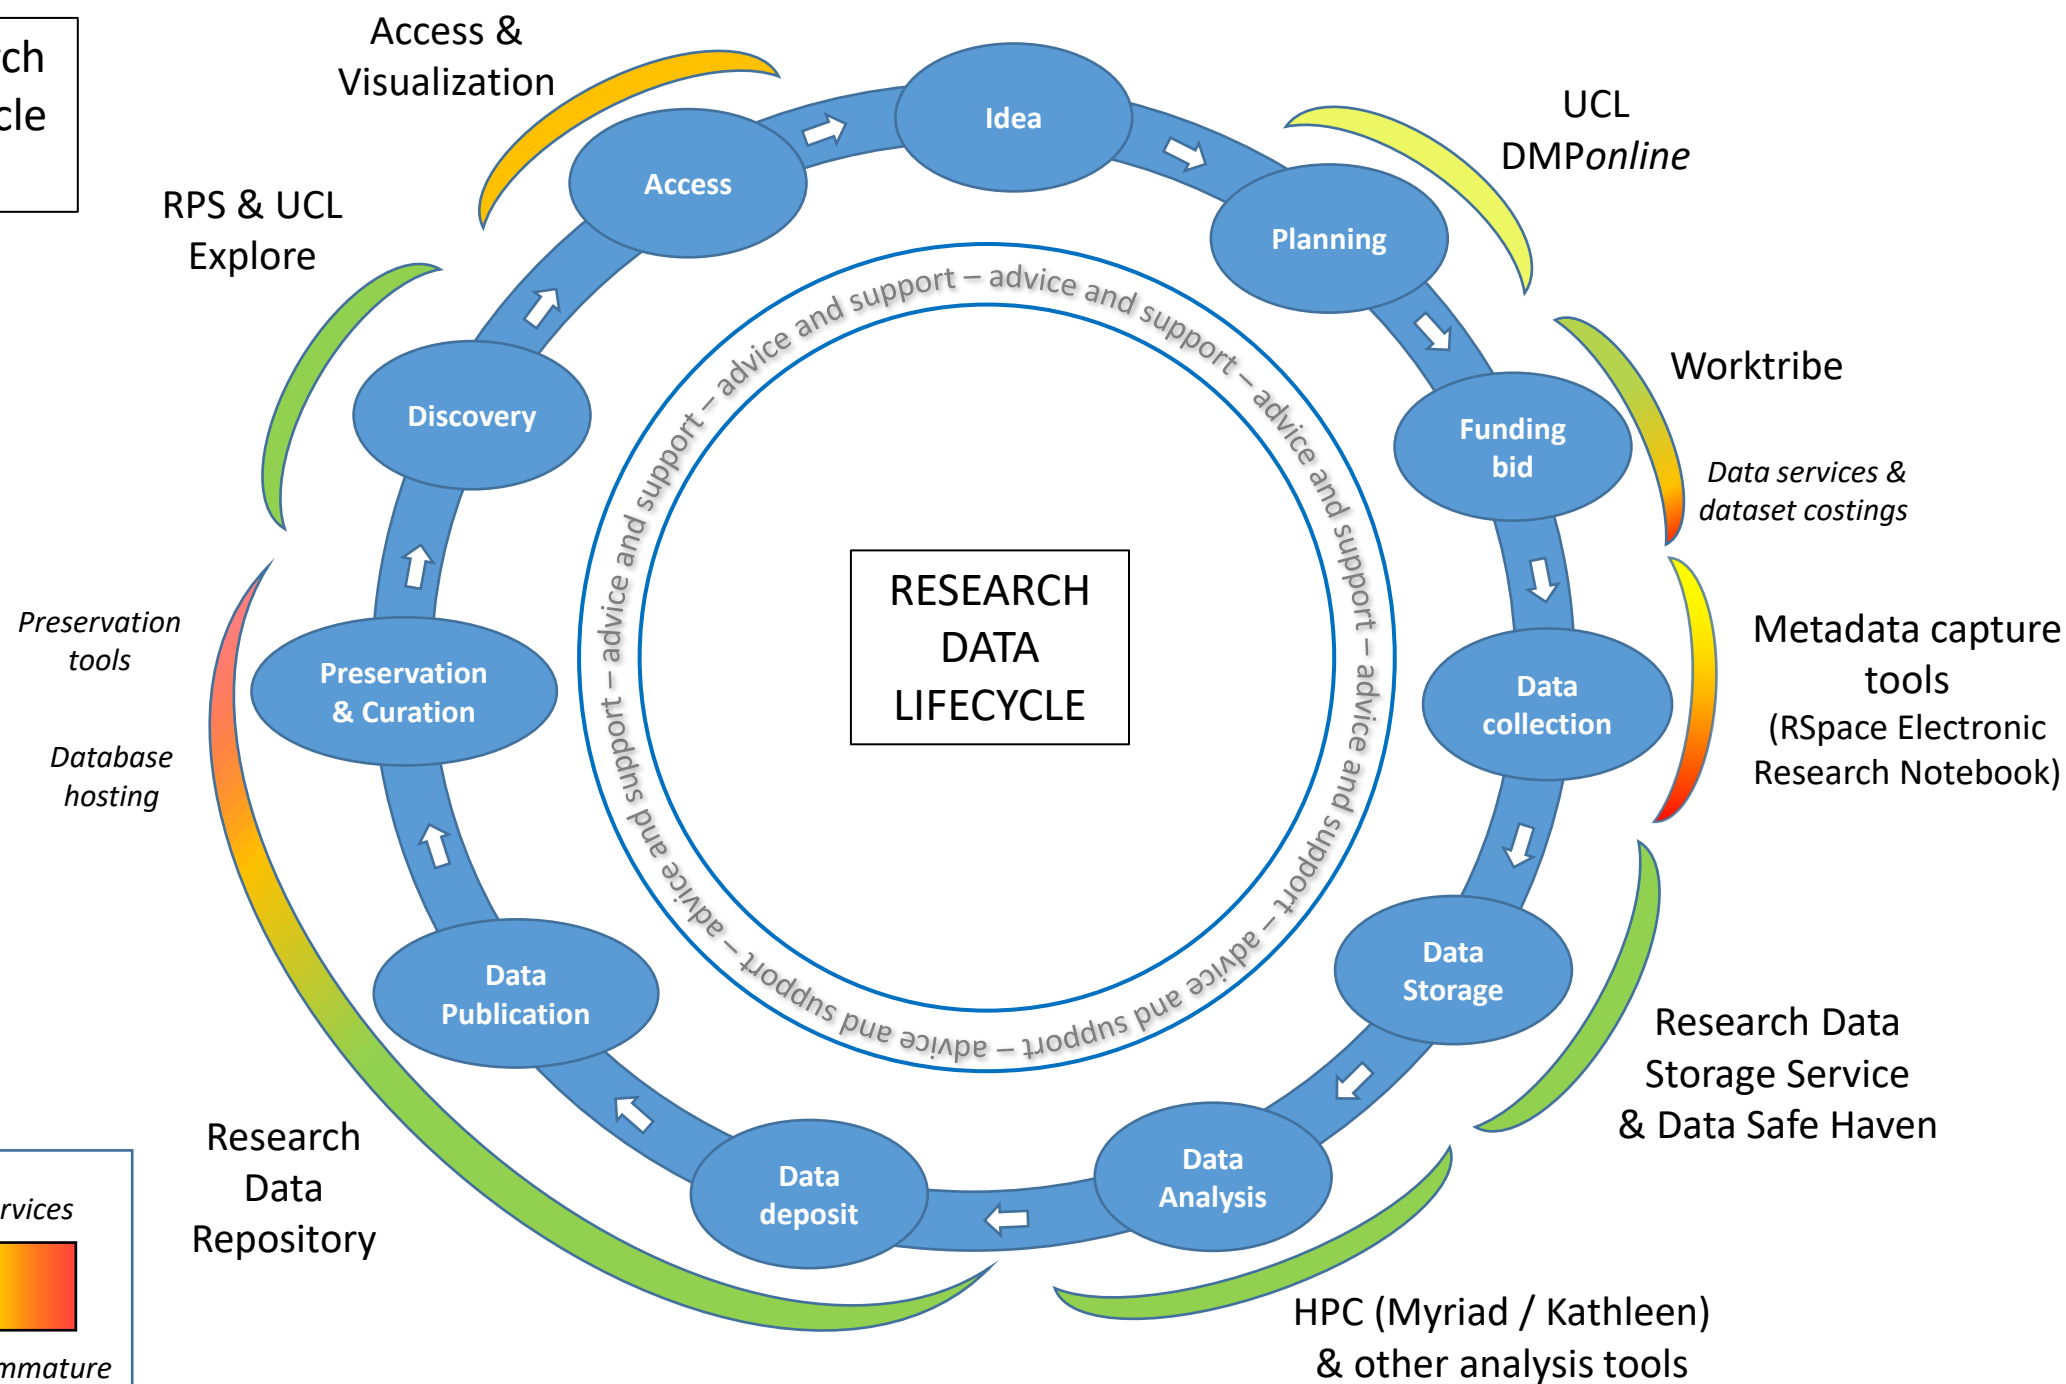 Access &
Visualization
RPS & UCL
Explore
UCL
DMPonline
Worktribe
Data services &
dataset costings
Metadata capture
tools
(RSpace Electronic
Research Notebook)
Research Data
Storage Service
& Data Safe Haven
HPC (Myriad / Kathleen)
& other analysis tools
Research
Data
Repository
Preservation
tools
Database
hosting
Idea
Planning
Funding
bid
Data
collection
Data
Storage
Data
Analysis
Data
deposit
Data
Publication
Preservation
& Curation
Discovery
Access
advice and support – advice and support – advice and support – advice and support – advice and support – advice and support – advice and support – advice and support –
RESEARCH
DATA
LIFECYCLE